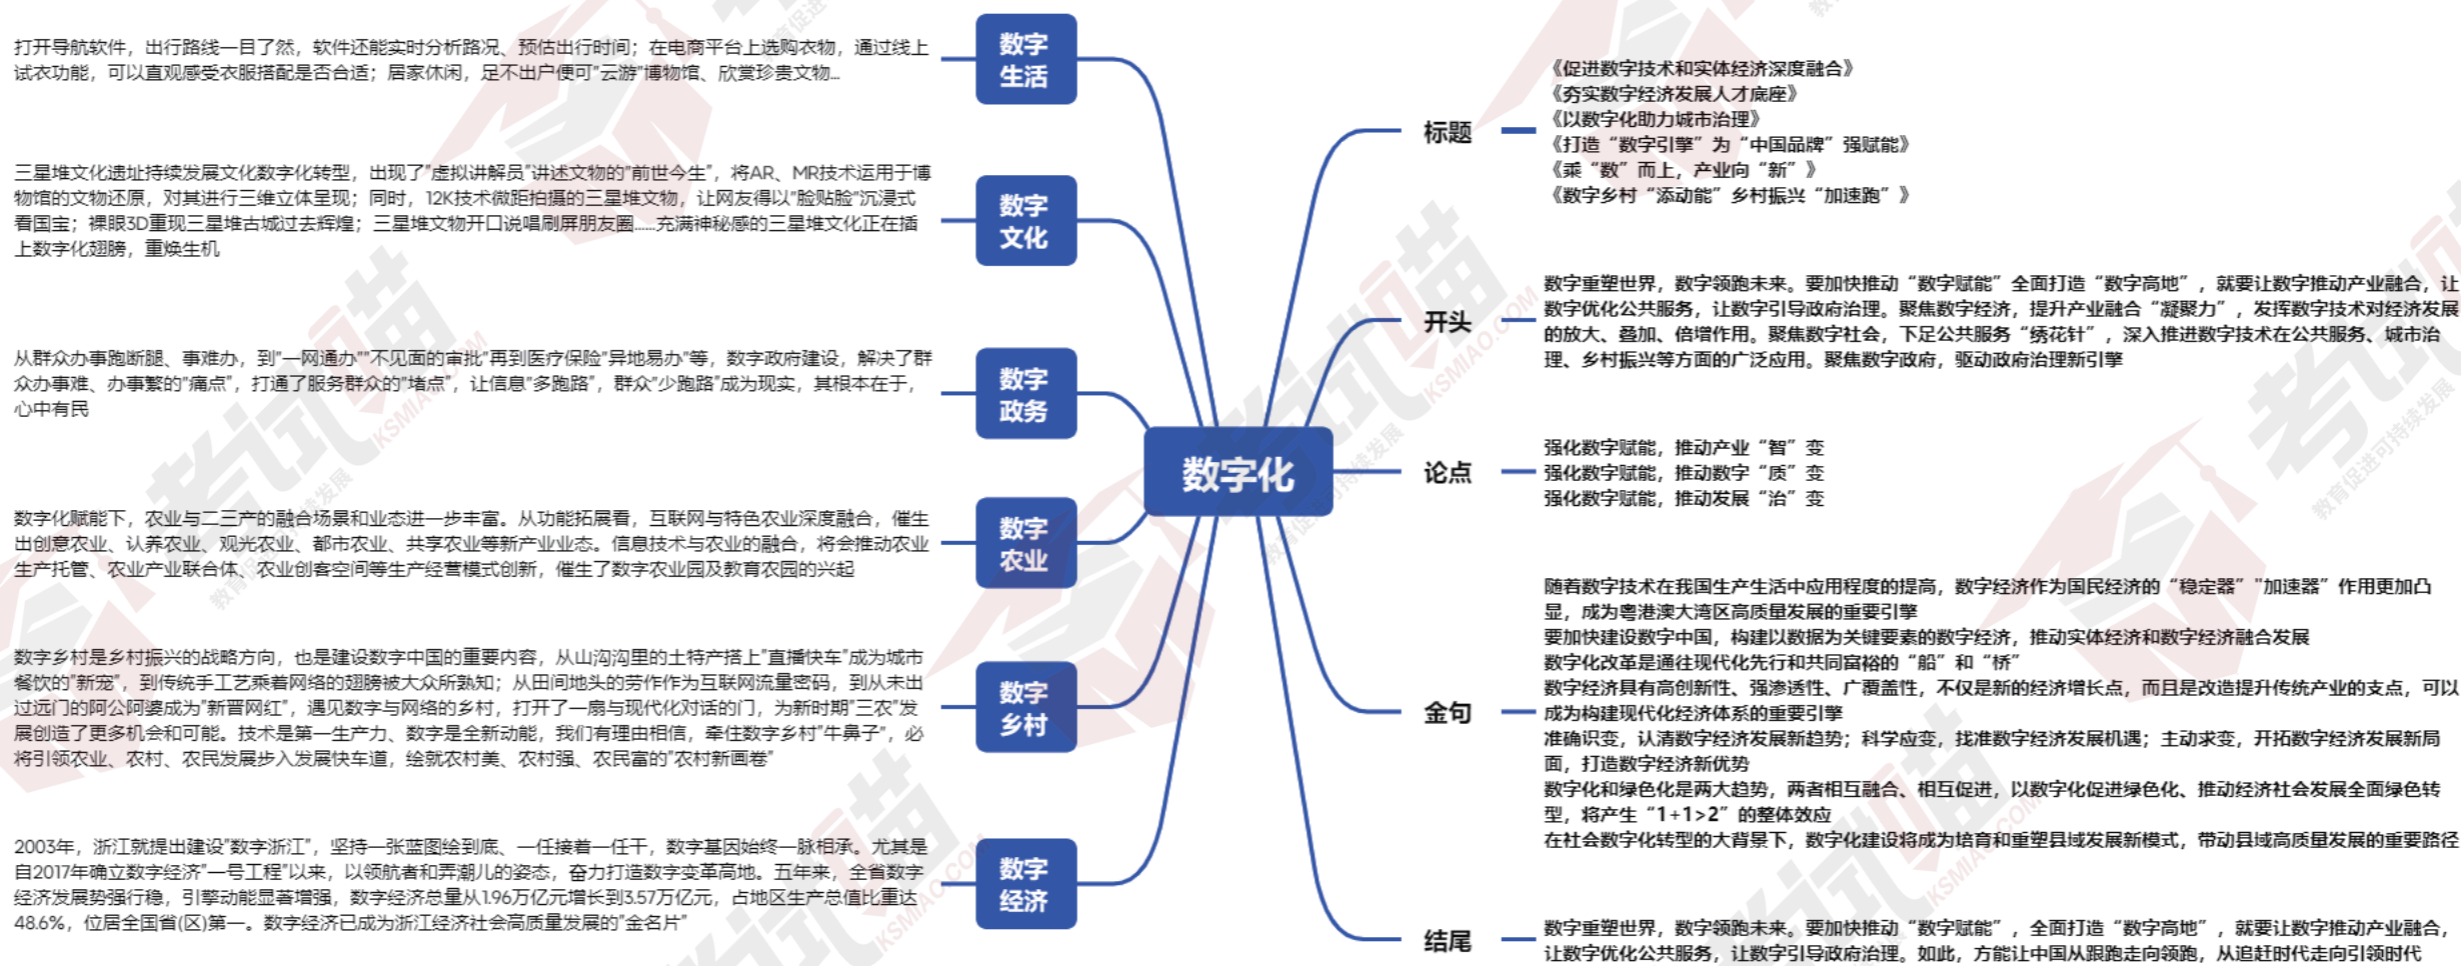 数字化
数字
生活
打开导航软件，出行路线一目了然，软件还能实时分析路况、预估出行时间；在电商平台上选购衣物，通过线上
试衣功能，可以直观感受衣服搭配是否合适；居家休闲，足不出户便可"云游"博物馆、欣赏珍贵文物...
数字
文化
三星堆文化遗址持续发展文化数字化转型，出现了"虚拟讲解员"讲述文物的"前世今生"，将AR、MR技术运用于博
物馆的文物还原，对其进行三维立体呈现；同时，12K技术微距拍摄的三星堆文物，让网友得以"脸贴脸"沉浸式
看国宝；裸眼3D重现三星堆古城过去辉煌；三星堆文物开口说唱刷屏朋友圈......充满神秘感的三星堆文化正在插
上数字化翅膀，重焕生机
数字
政务
从群众办事跑断腿、事难办，到"一网通办""不见面的审批"再到医疗保险"异地易办"等，数字政府建设，解决了群
众办事难、办事繁的"痛点"，打通了服务群众的"堵点"，让信息"多跑路"，群众"少跑路"成为现实，其根本在于，
心中有民
数字
农业
数字化赋能下，农业与二三产的融合场景和业态进一步丰富。从功能拓展看，互联网与特色农业深度融合，催生
出创意农业、认养农业、观光农业、都市农业、共享农业等新产业业态。信息技术与农业的融合，将会推动农业
生产托管、农业产业联合体、农业创客空间等生产经营模式创新，催生了数字农业园及教育农园的兴起
数字
乡村
数字乡村是乡村振兴的战略方向，也是建设数字中国的重要内容，从山沟沟里的土特产搭上"直播快车"成为城市
餐饮的"新宠"，到传统手工艺乘着网络的翅膀被大众所熟知；从田间地头的劳作作为互联网流量密码，到从未出
过远门的阿公阿婆成为"新晋网红"，遇见数字与网络的乡村，打开了一扇与现代化对话的门，为新时期"三农"发
展创造了更多机会和可能。技术是第一生产力、数字是全新动能，我们有理由相信，牵住数字乡村"牛鼻子"，必
将引领农业、农村、农民发展步入发展快车道，绘就农村美、农村强、农民富的"农村新画卷"
数字
经济
2003年，浙江就提出建设"数字浙江"，坚持一张蓝图绘到底、一任接着一任干，数字基因始终一脉相承。尤其是
自2017年确立数字经济"一号工程"以来，以领航者和弄潮儿的姿态，奋力打造数字变革高地。五年来，全省数字
经济发展势强行稳，引擎动能显著增强，数字经济总量从1.96万亿元增长到3.57万亿元，占地区生产总值比重达
48.6%，位居全国省(区)第一。数字经济已成为浙江经济社会高质量发展的"金名片"
标题
《促进数字技术和实体经济深度融合》
《夯实数字经济发展人才底座》
《以数字化助力城市治理》
《打造“数字引擎”为“中国品牌”强赋能》
《乘“数”而上，产业向“新”》
《数字乡村“添动能”乡村振兴“加速跑”》
开头
数字重塑世界，数字领跑未来。要加快推动“数字赋能”全面打造“数字高地”，就要让数字推动产业融合，让
数字优化公共服务，让数字引导政府治理。聚焦数字经济，提升产业融合“凝聚力”，发挥数字技术对经济发展
的放大、叠加、倍增作用。聚焦数字社会，下足公共服务“绣花针”，深入推进数字技术在公共服务、城市治
理、乡村振兴等方面的广泛应用。聚焦数字政府，驱动政府治理新引擎
论点
强化数字赋能，推动产业“智”变
强化数字赋能，推动数字“质”变
强化数字赋能，推动发展“治”变
金句
随着数字技术在我国生产生活中应用程度的提高，数字经济作为国民经济的“稳定器”"加速器”作用更加凸
显，成为粤港澳大湾区高质量发展的重要引擎
要加快建设数字中国，构建以数据为关键要素的数字经济，推动实体经济和数字经济融合发展
数字化改革是通往现代化先行和共同富裕的“船”和“桥”
数字经济具有高创新性、强渗透性、广覆盖性，不仅是新的经济增长点，而且是改造提升传统产业的支点，可以
成为构建现代化经济体系的重要引擎
准确识变，认清数字经济发展新趋势；科学应变，找准数字经济发展机遇；主动求变，开拓数字经济发展新局
面，打造数字经济新优势
数字化和绿色化是两大趋势，两者相互融合、相互促进，以数字化促进绿色化、推动经济社会发展全面绿色转
型，将产生“1+1>2”的整体效应
在社会数字化转型的大背景下，数字化建设将成为培育和重塑县域发展新模式，带动县域高质量发展的重要路径
结尾
数字重塑世界，数字领跑未来。要加快推动“数字赋能”，全面打造“数字高地”，就要让数字推动产业融合，
让数字优化公共服务，让数字引导政府治理。如此，方能让中国从跟跑走向领跑，从追赶时代走向引领时代
考试喵
KSMIAO.COM
教育促进可持续发展